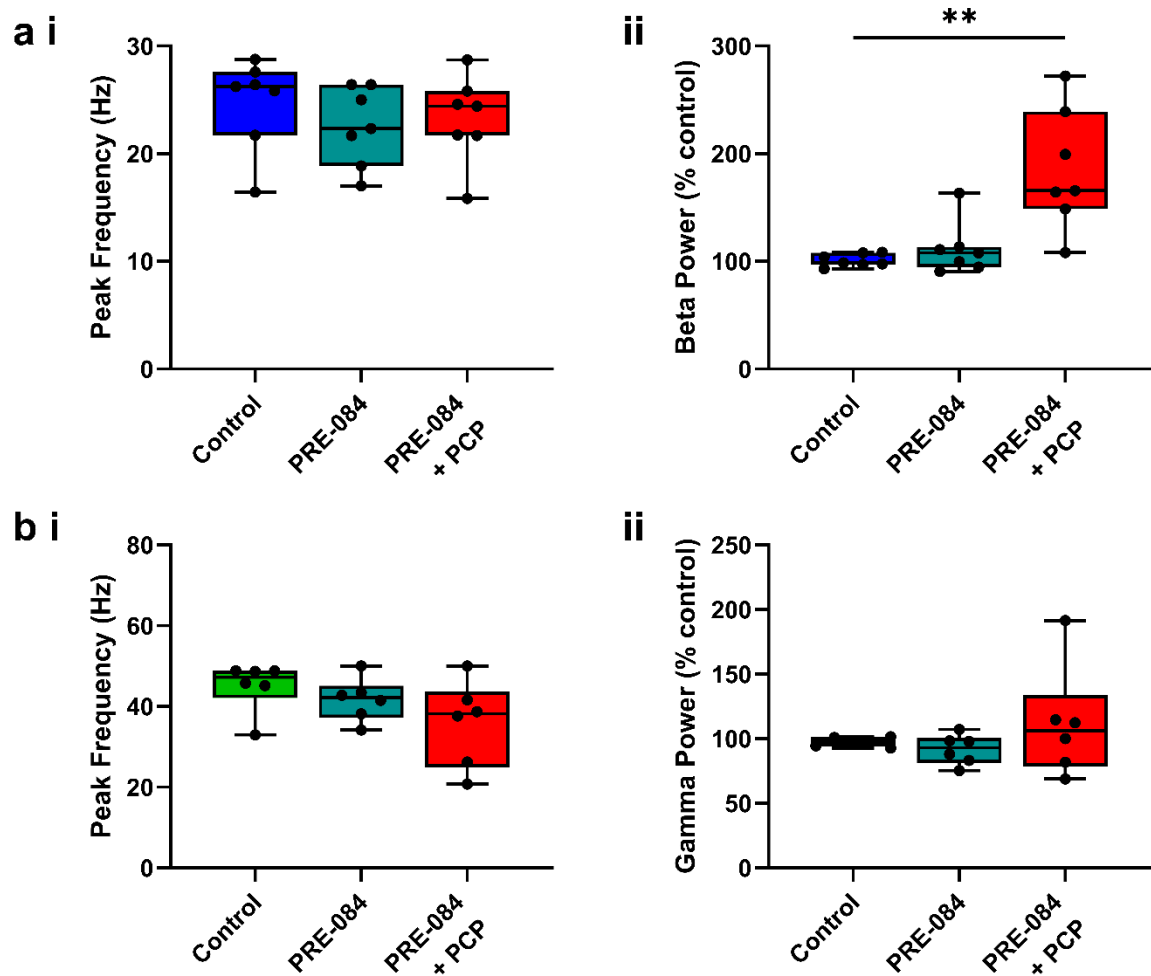 a i
Peak Frequency (Hz)
30
20
10
0
Control
PRE-084
PRE-084
+ PCP
ii
**
Beta Power (% control)
300
200
100
0
Control
PRE-084
PRE-084
+ PCP
b i
Peak Frequency (Hz)
80
60
40
20
0
Control
PRE-084
PRE-084
+ PCP
ii
Gamma Power (% control)
250
200
150
100
50
0
Control
PRE-084
PRE-084
+ PCP